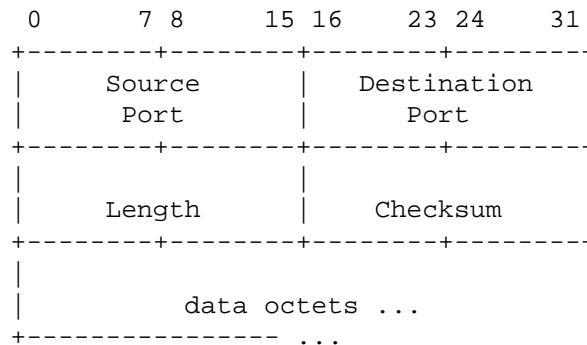 0 7 8 15 16 23 24 31
Source Destination
Port Port
Length Checksum
data octets ...
...